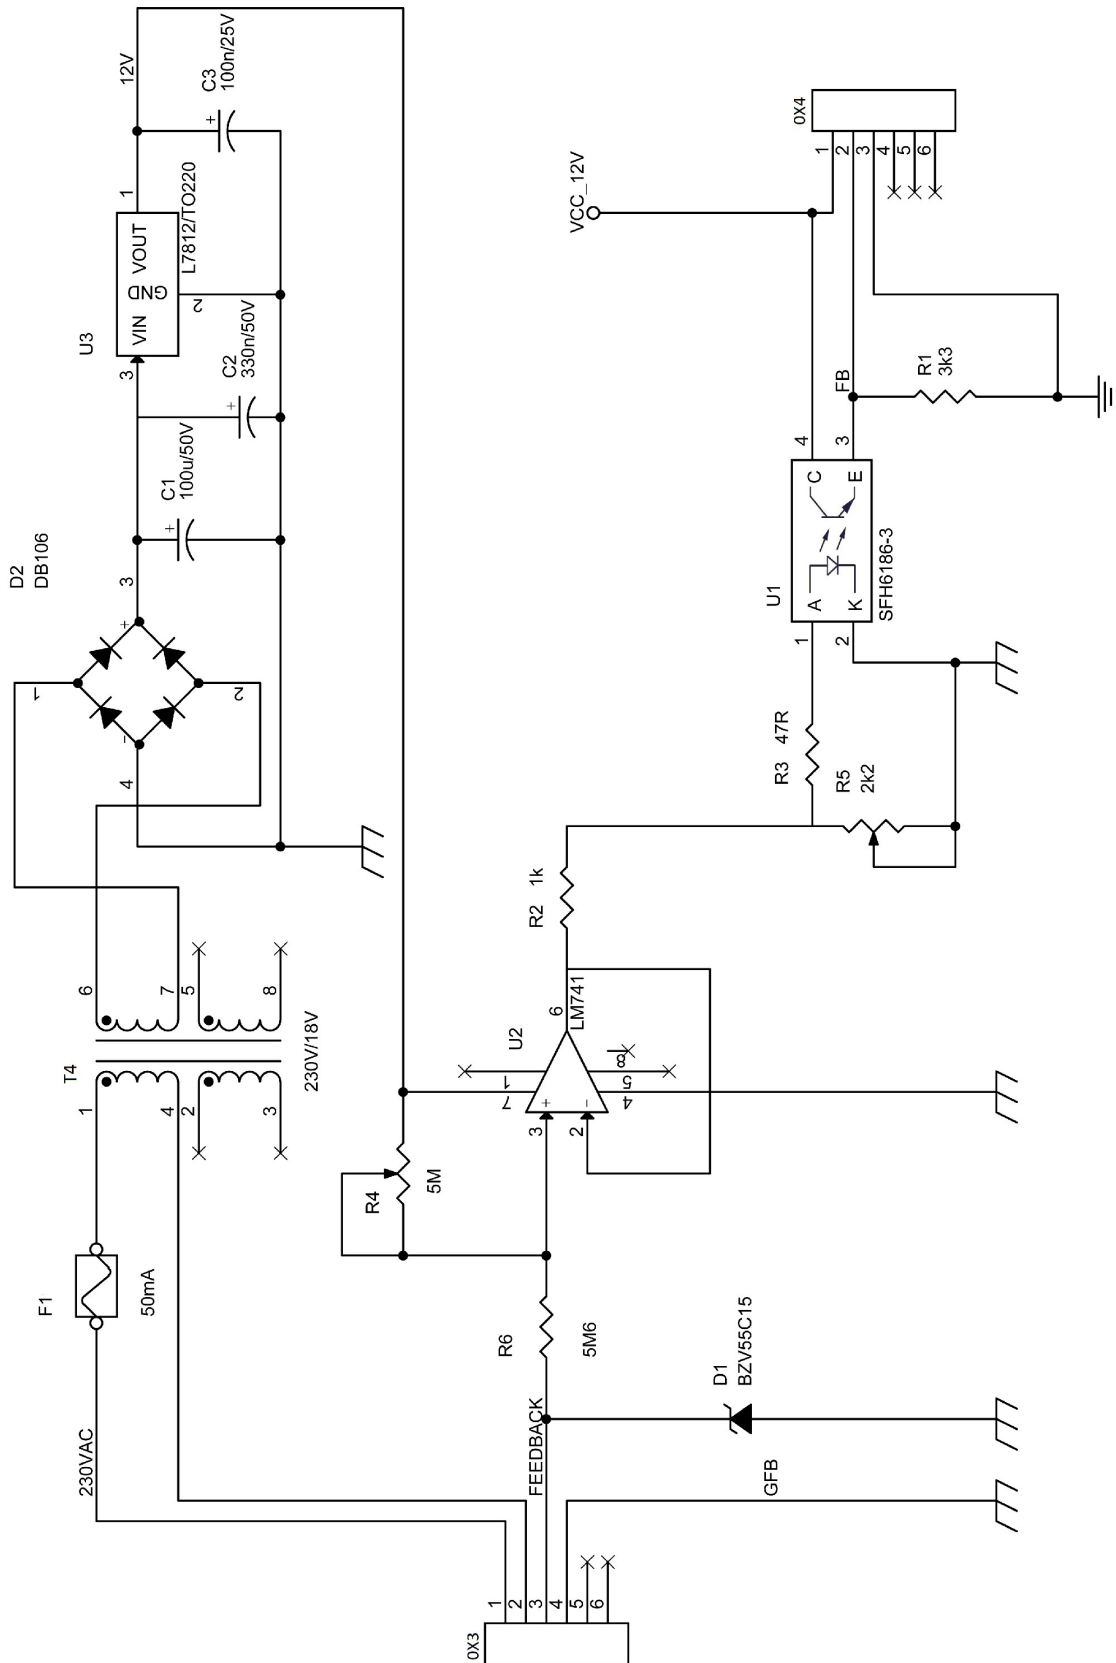 12V
C3
100n/25V
1
VOUT
GND
VIN
L7812/TO220
2
U3
3
C2
330n/50V
C1
100u/50V
D2
DB106
3
+
-
1
2
4
T4
6
7
5
8
1
4
2
3
230V/18V
F1
50mA
230VAC
0X4
1
2
3
4
5
6
VCC_12V
FB
R1
3k3
4
3
C
E
A
K
U1
SFH6186-3
1
2
R3 47R
R5
2k2
R2 1k
6
LM741
U2
1
7
8
5
4
+
-
3
2
R4
5M
R6
5M6
FEEDBACK
D1
BZV55C15
GFB
0X3
1
2
3
4
5
6